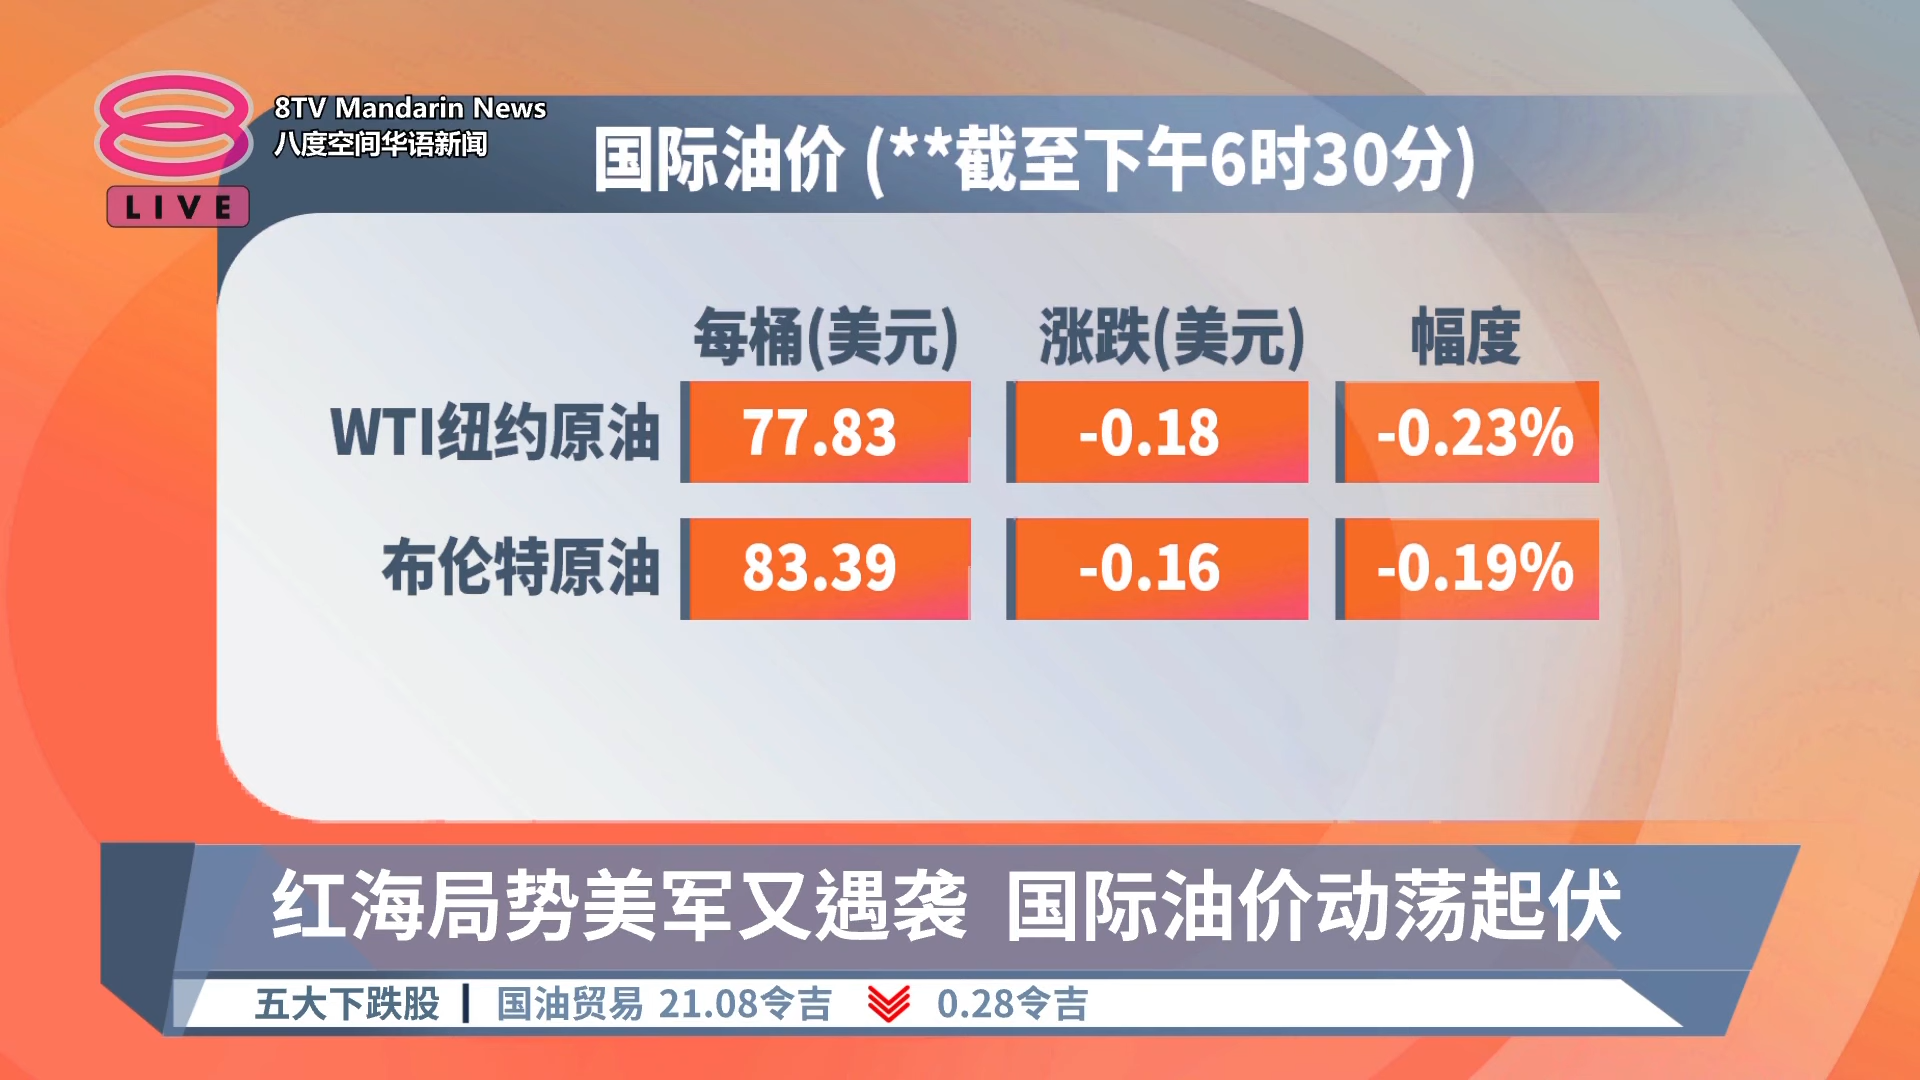 8TV Mandarin News
八度空间华语新闻
LIVE
国际油价 (**截至下午6时30分)
每桶(美元) 涨跌(美元) 幅度
WTI纽约原油 77.83 -0.18 -0.23%
布伦特原油 83.39 -0.16 -0.19%
红海局势美军又遇袭 国际油价动荡起伏
五大下跌股 | 国油贸易 21.08令吉 0.28令吉